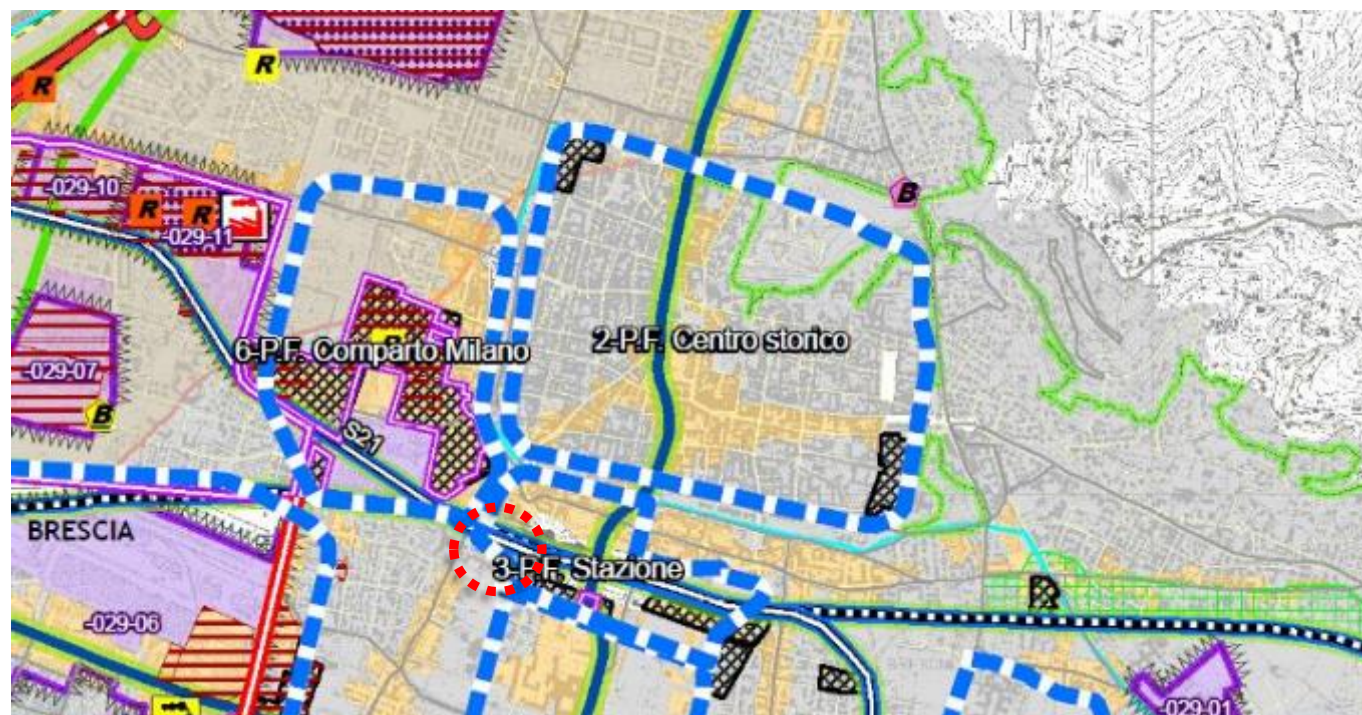 R
R
-029-10
R
R
-029-11
B
2-P.F. Centro storico
6-P.F. Comparto Milano
-029-07
B
S21
BRESCIA
3-P.F. Stazione
-029-06
-029-01